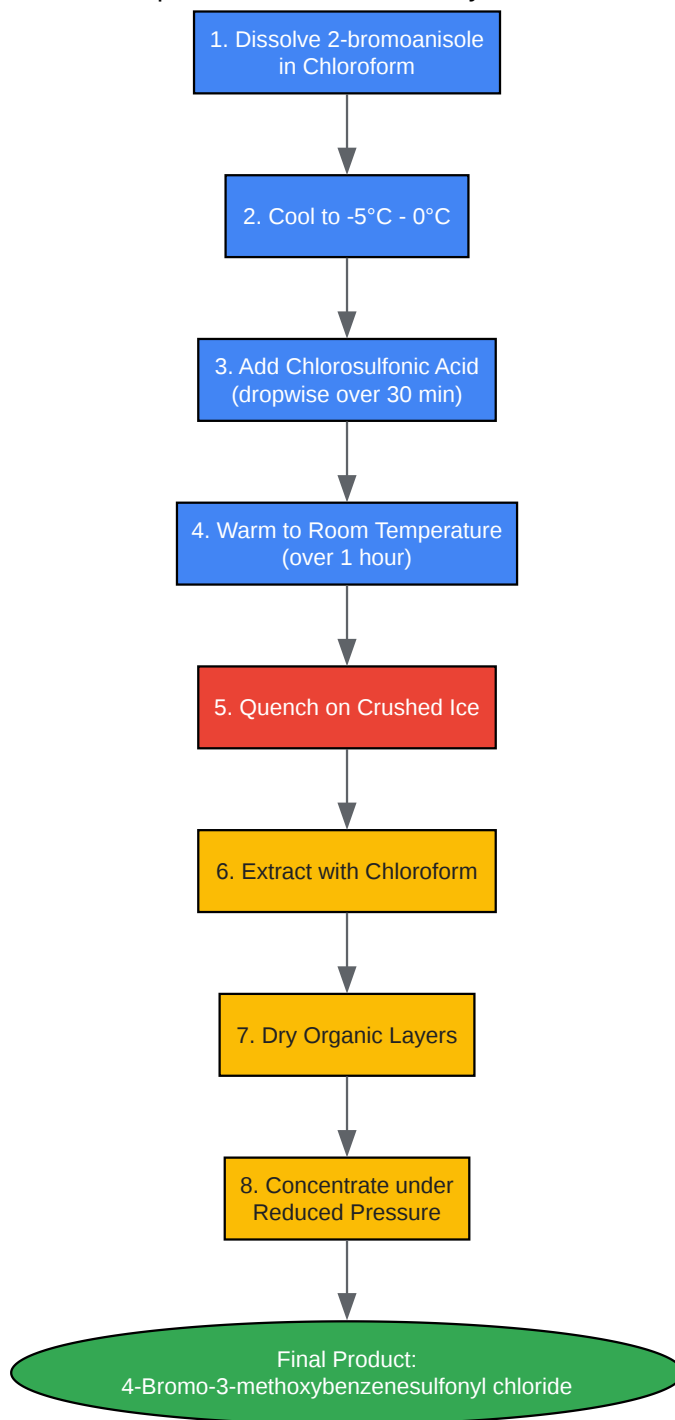 1. Dissolve 2-bromoanisole
in Chloroform
2. Cool to -5°C - 0°C
3. Add Chlorosulfonic Acid
(dropwise over 30 min)
4. Warm to Room Temperature
(over 1 hour)
5. Quench on Crushed Ice
6. Extract with Chloroform
7. Dry Organic Layers
8. Concentrate under
Reduced Pressure
Final Product:
4-Bromo-3-methoxybenzenesulfonyl chloride